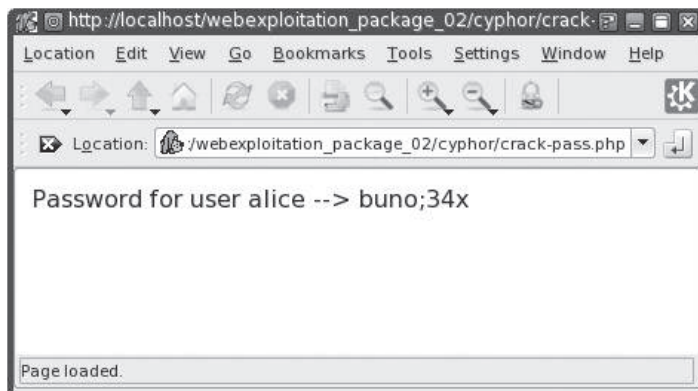 http://localhost/webexploitation_package_02/cyphor/crack-
Location Edit View Go Bookmarks Tools Settings Window Help
Location: :/webexploitation_package_02/cyphor/crack-pass.php
Password for user alice --> buno;34x
Page loaded.